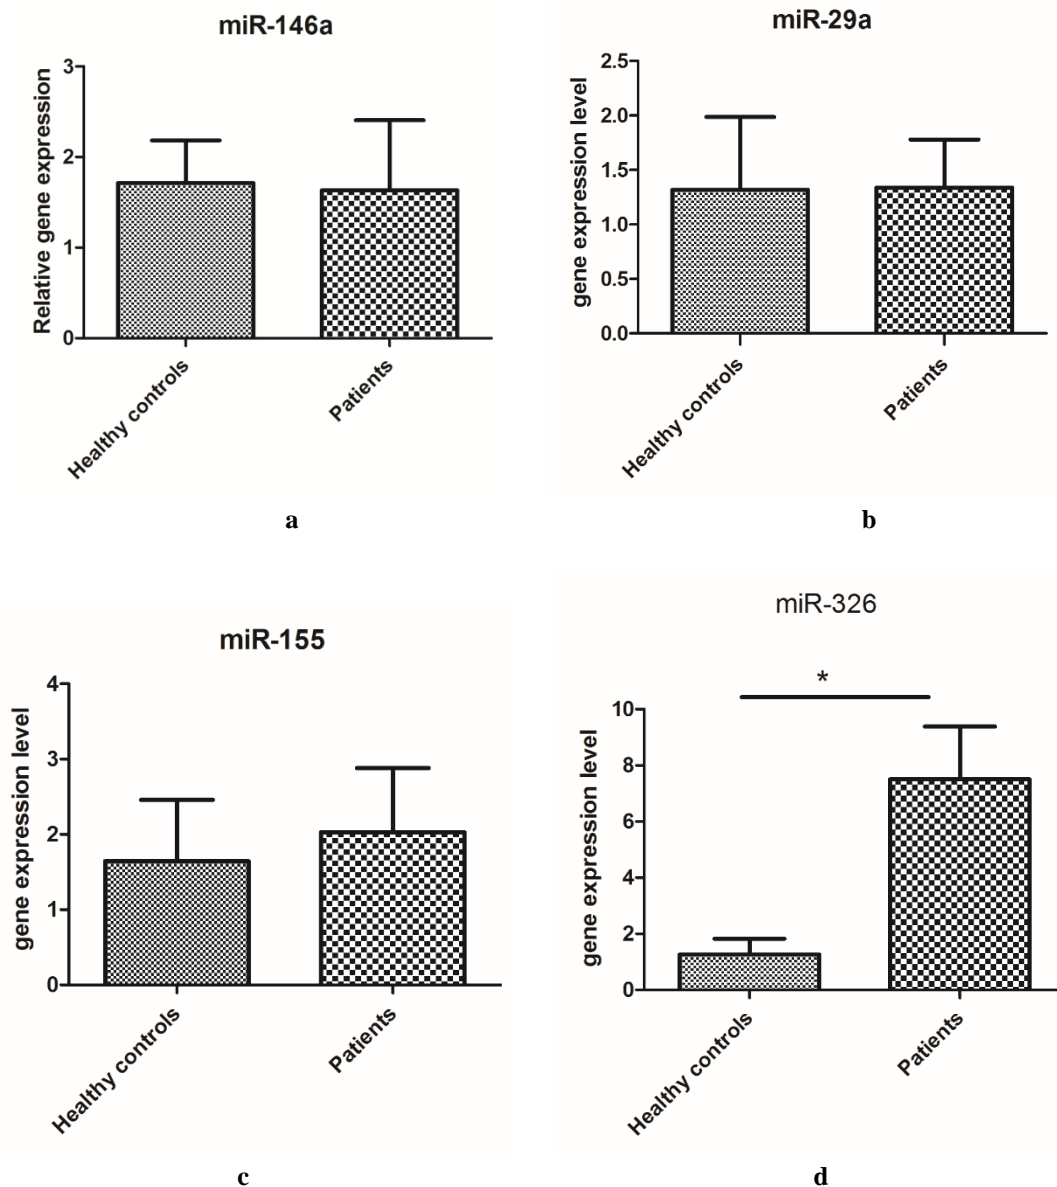 miR-146a
Relative gene expression
3
2
1
0
Healthy controls
Patients
a
miR-29a
gene expression level
2.5
2.0
1.5
1.0
0.5
0.0
Healthy controls
Patients
b
miR-155
gene expression level
4
3
2
1
0
Healthy controls
Patients
c
miR-326
*
gene expression level
10
8
6
4
2
0
Healthy controls
Patients
d